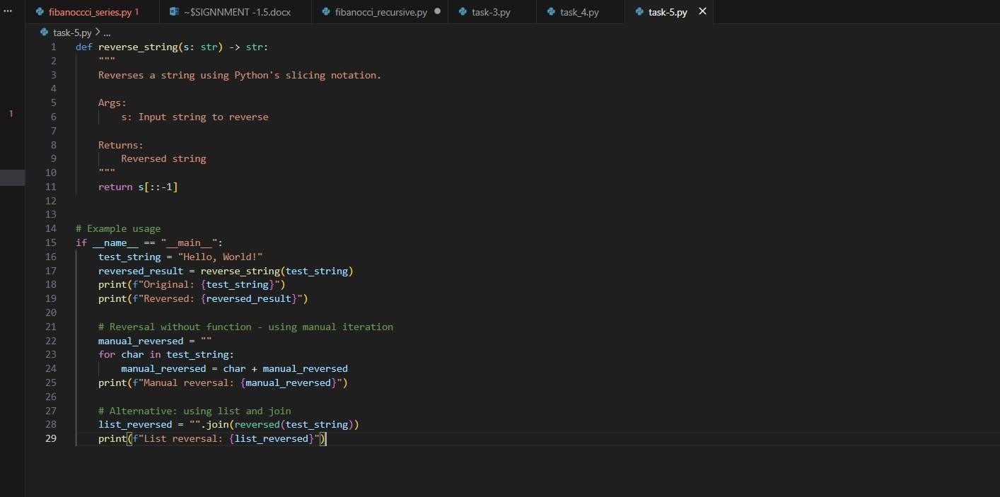 ... fibanoccci_series.py 1 ~$SIGNNMENT -1.5.docx fibanocci_recursive.py task-3.py task_4.py task-5.py
task-5.py > ...
1 def reverse_string(s: str) -> str:
2     """
3     Reverses a string using Python's slicing notation.
4
5     Args:
6         s: Input string to reverse
7
8     Returns:
9         Reversed string
10     """
11     return s[::-1]
12
13
14 # Example usage
15 if __name__ == "__main__":
16     test_string = "Hello, World!"
17     reversed_result = reverse_string(test_string)
18     print(f"Original: {test_string}")
19     print(f"Reversed: {reversed_result}")
20
21     # Reversal without function - using manual iteration
22     manual_reversed = ""
23     for char in test_string:
24         manual_reversed = char + manual_reversed
25     print(f"Manual reversal: {manual_reversed}")
26
27     # Alternative: using list and join
28     list_reversed = "".join(reversed(test_string))
29     print(f"List reversal: {list_reversed}")
1